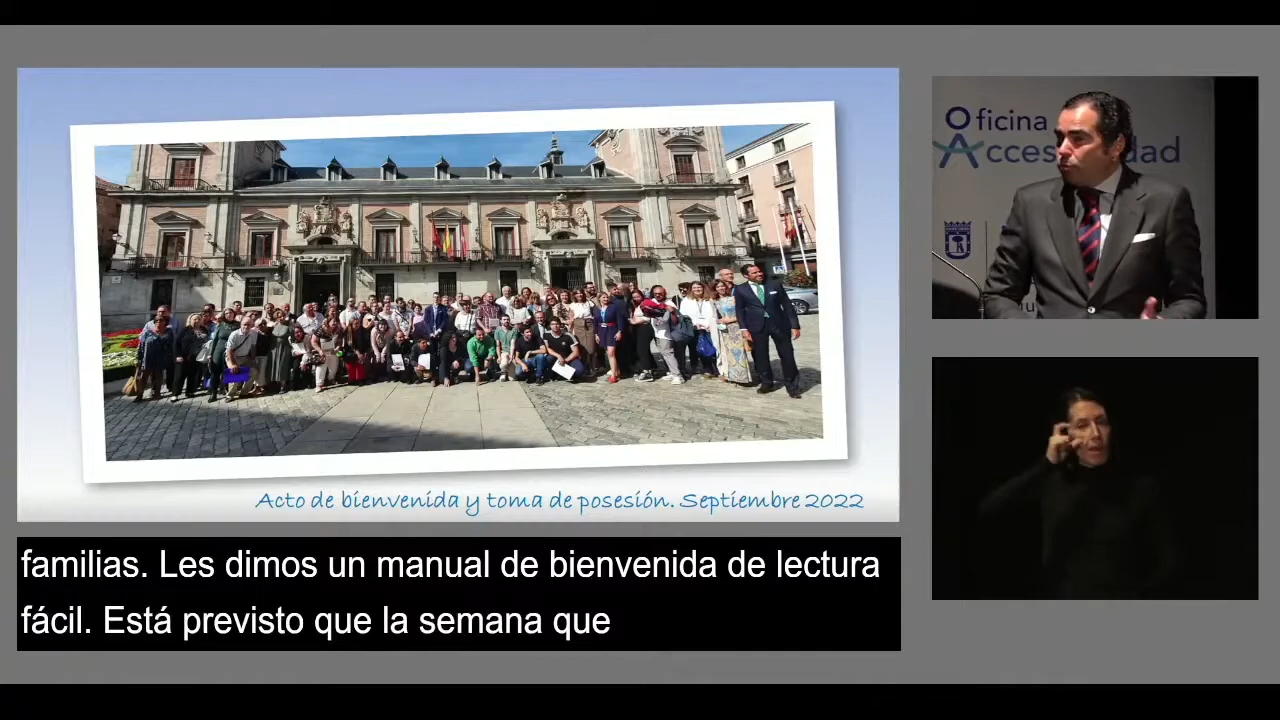 Acto de bienvenida y toma de posesión. Septiembre 2022
familias. Les dimos un manual de bienvenida de lectura
fácil. Está previsto que la semana que
Oficina